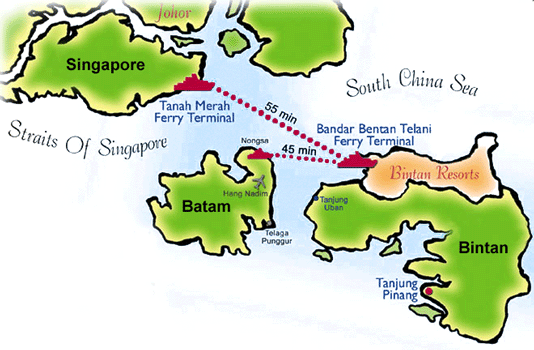 Johor
Singapore
South China Sea
Tanah Merah
Ferry Terminal
55 min
Straits Of Singapore
Bandar Bentan Telani
Ferry Terminal
Nongsa
45 min
Bintan Resorts
Hang Nadim
Tanjung
Uban
Batam
Telaga
Punggur
Bintan
Tanjung
Pinang